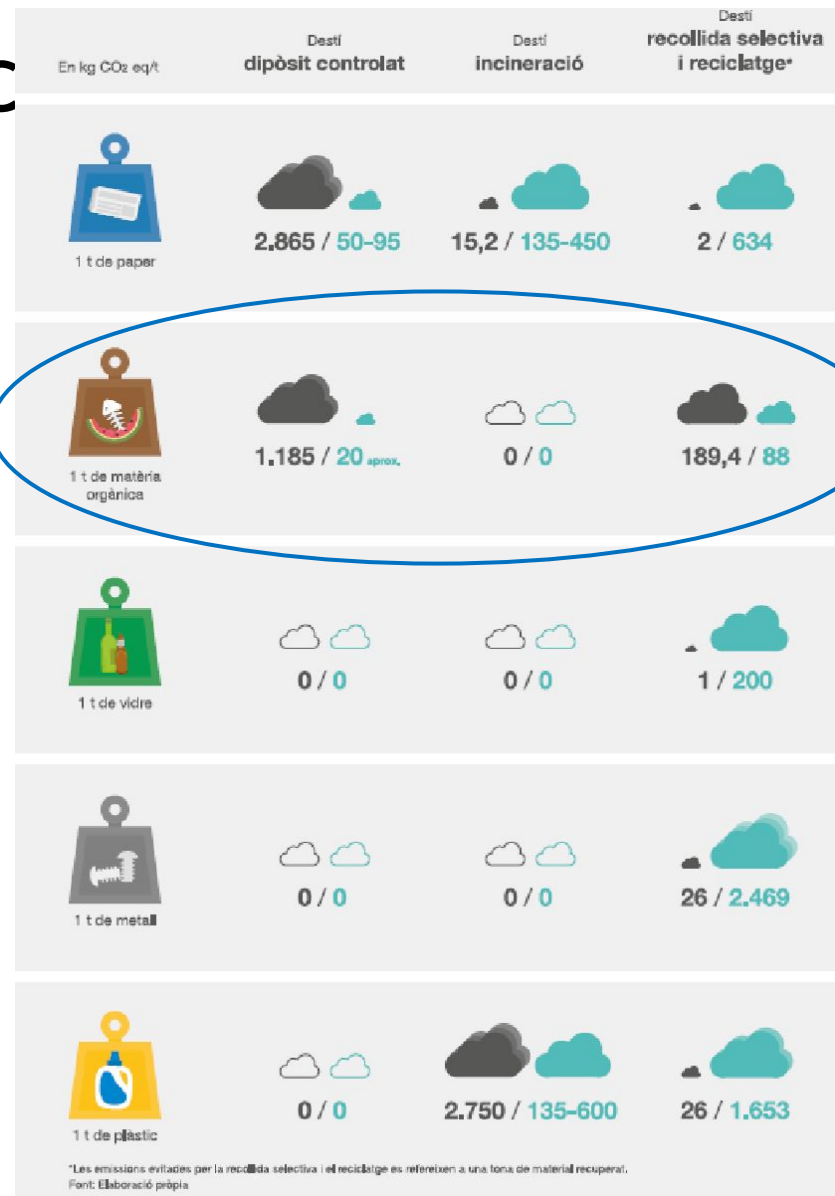 En kg CO₂ eq/t
Destí
dipòsit controlat
Destí
incineració
Destí
recollida selectiva
i reciclatge*
1 t de paper
2.865 / 50-95
15,2 / 135-450
2 / 634
1 t de matèria
orgànica
1.185 / 20 aprox.
0 / 0
189,4 / 88
1 t de vidre
0 / 0
0 / 0
1 / 200
1 t de metall
0 / 0
0 / 0
26 / 2.469
1 t de plàstic
0 / 0
2.750 / 135-600
26 / 1.653
*Les emissions evitades per la recollida selectiva i el reciclatge es refereixen a una tona de material recuperat.
Font: Elaboració pròpia